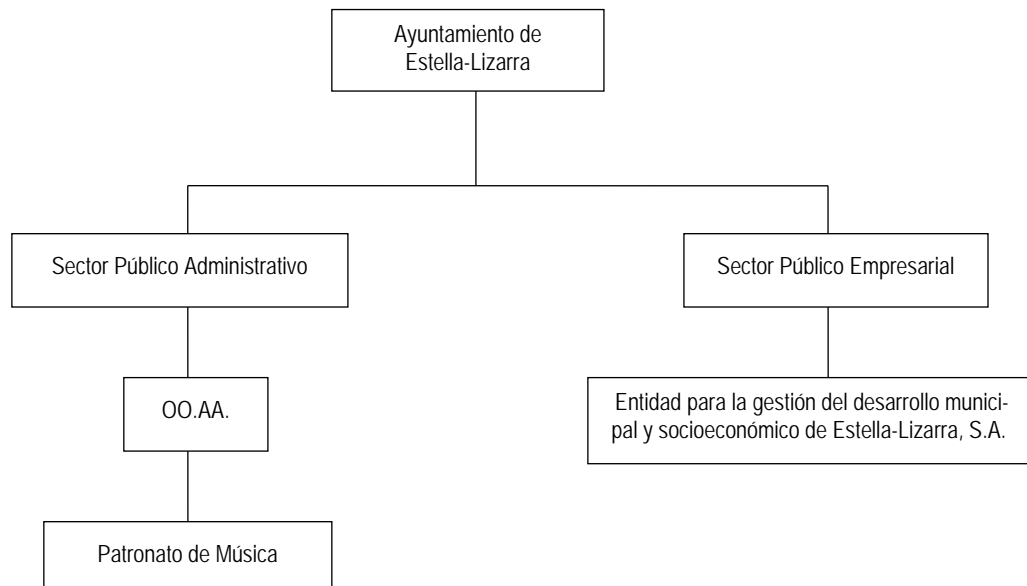 Ayuntamiento de
Estella-Lizarra
Sector Público Administrativo
Sector Público Empresarial
OO.AA.
Entidad para la gestión del desarrollo munici-
pal y socioeconómico de Estella-Lizarra, S.A.
Patronato de Música